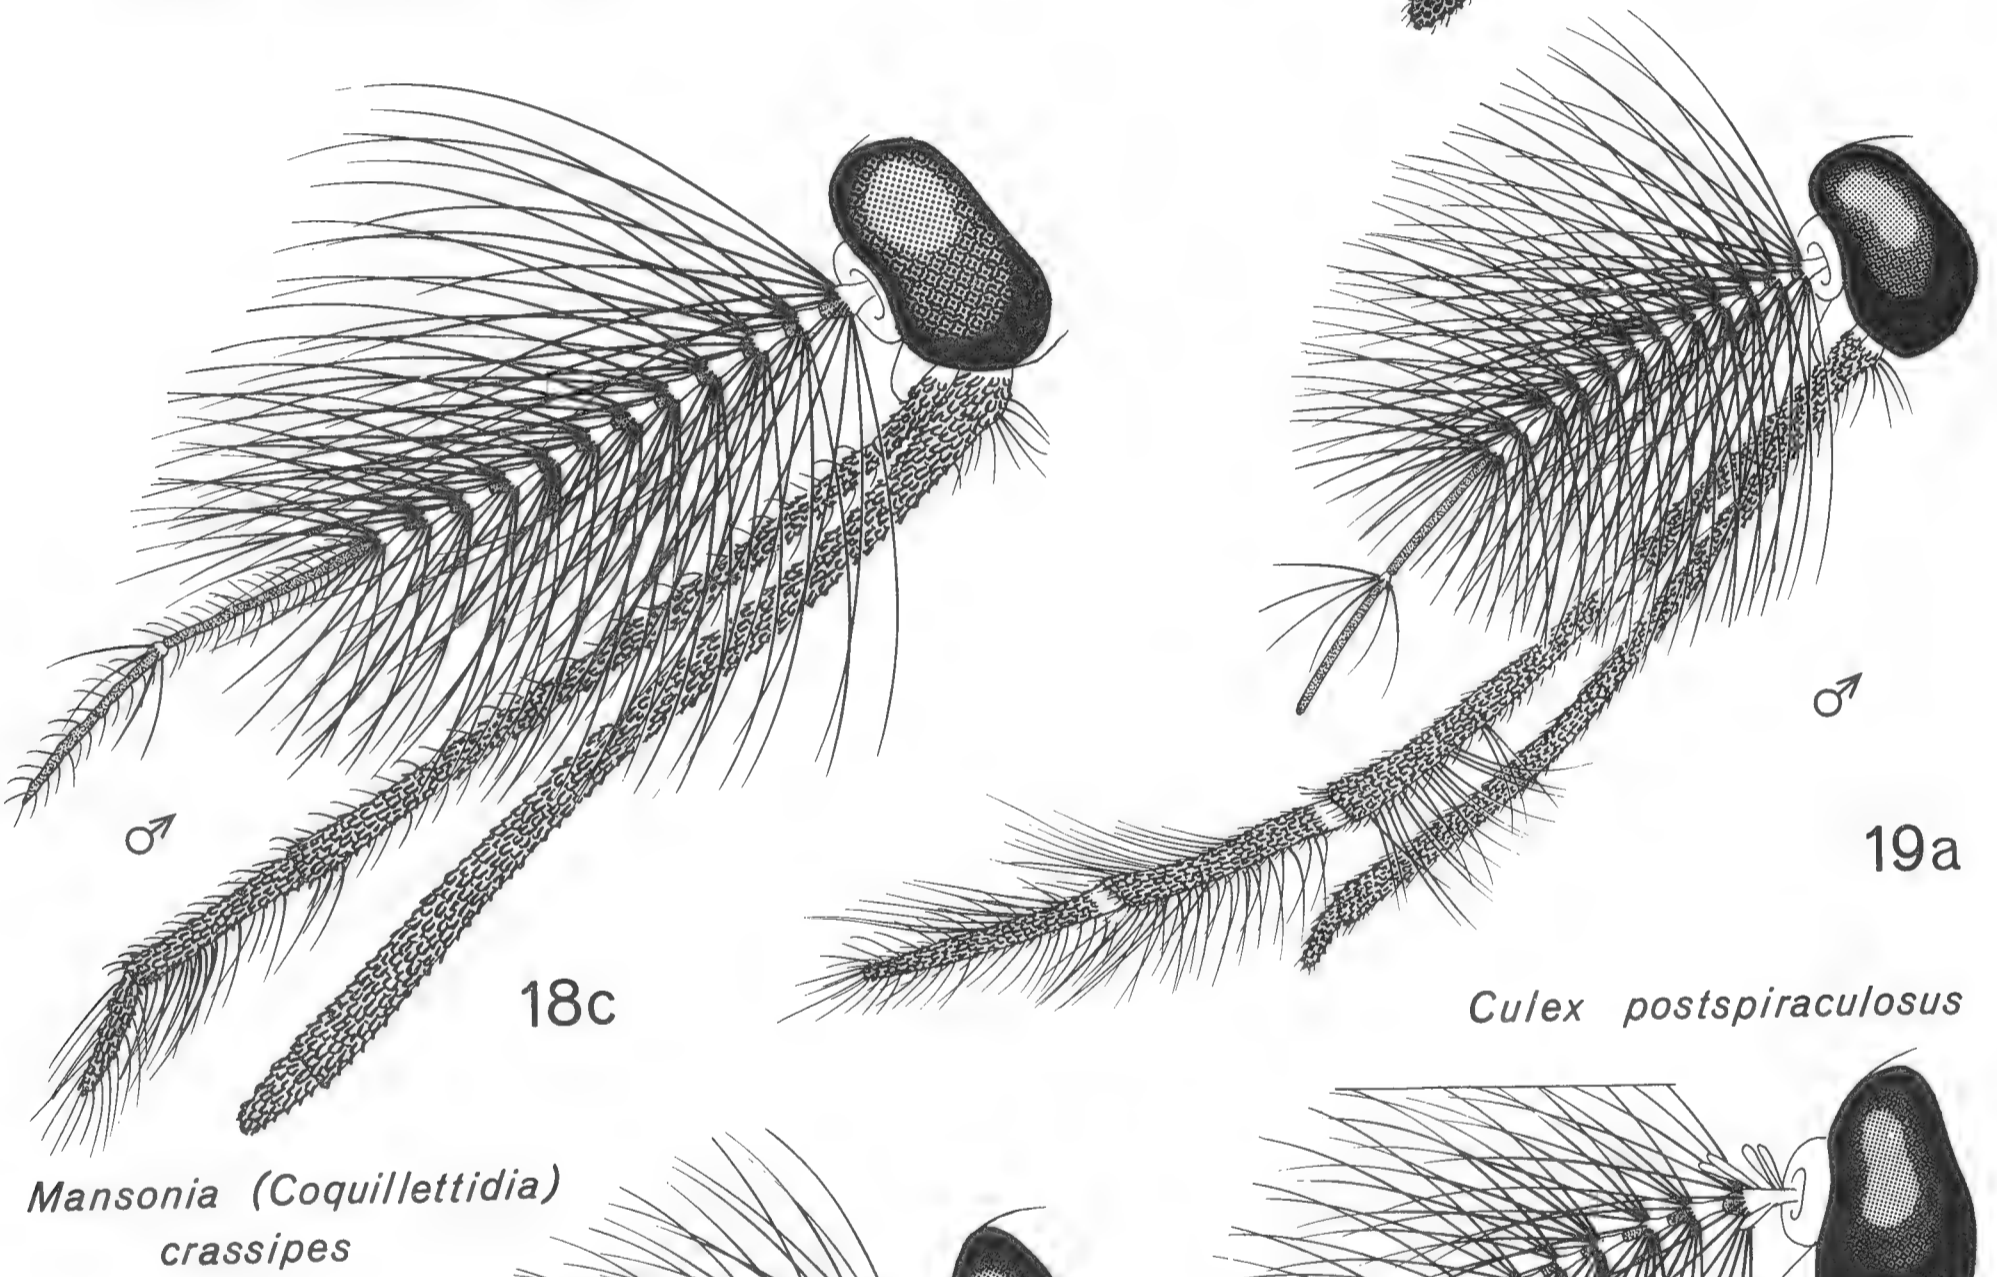 ♂
♂
19a
18c
Culex postspiraculosus
Mansonia (Coquillettidia)
crassipes